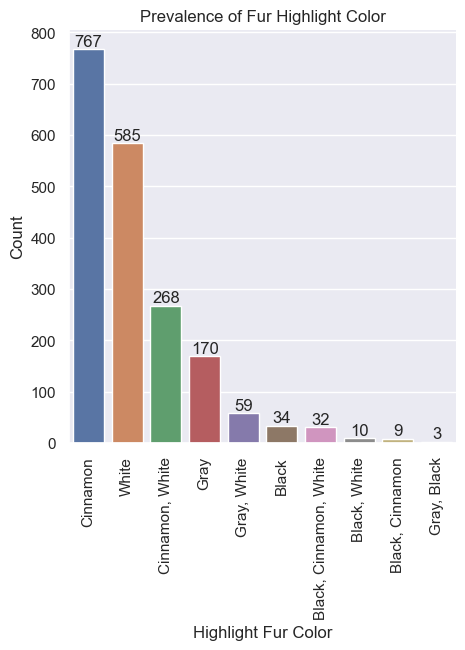 Prevalence of Fur Highlight Color
800
700
600
500
400
300
200
100
0
Count
767
585
268
170
59
34
32
10
9
3
Cinnamon
White
Cinnamon, White
Gray
Gray, White
Black
Black, Cinnamon, White
Black, White
Black, Cinnamon
Gray, Black
Highlight Fur Color